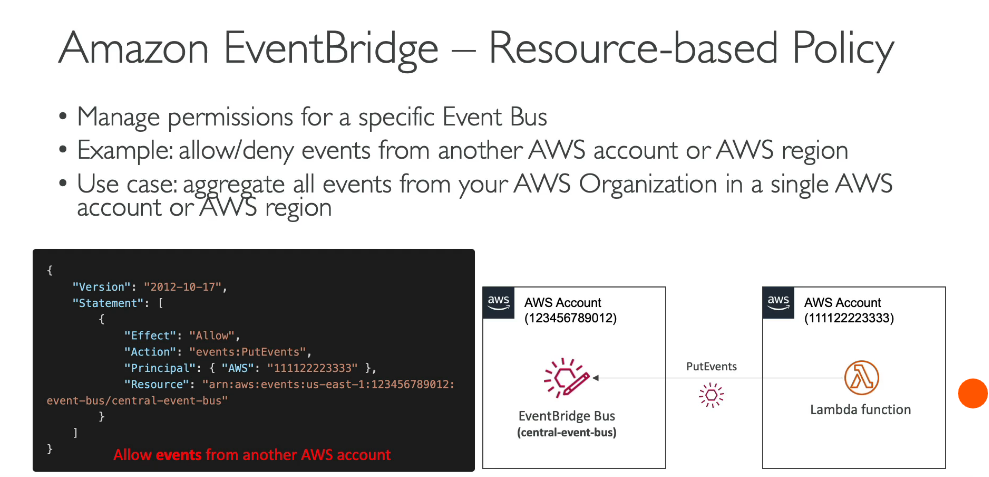 Amazon EventBridge – Resource-based Policy
• Manage permissions for a specific Event Bus
• Example: allow/deny events from another AWS account or AWS region
• Use case: aggregate all events from your AWS Organization in a single AWS
account or AWS region
{
"Version": "2012-10-17",
"Statement": [
{
"Effect": "Allow",
"Action": "events:PutEvents",
"Principal": { "AWS": "111122223333" },
"Resource": "arn:aws:events:us-east-1:123456789012:
event-bus/central-event-bus"
}
]
}
Allow events from another AWS account
aws
AWS Account
(123456789012)
EventBridge Bus
(central-event-bus)
PutEvents
aws
AWS Account
(111122223333)
Lambda function